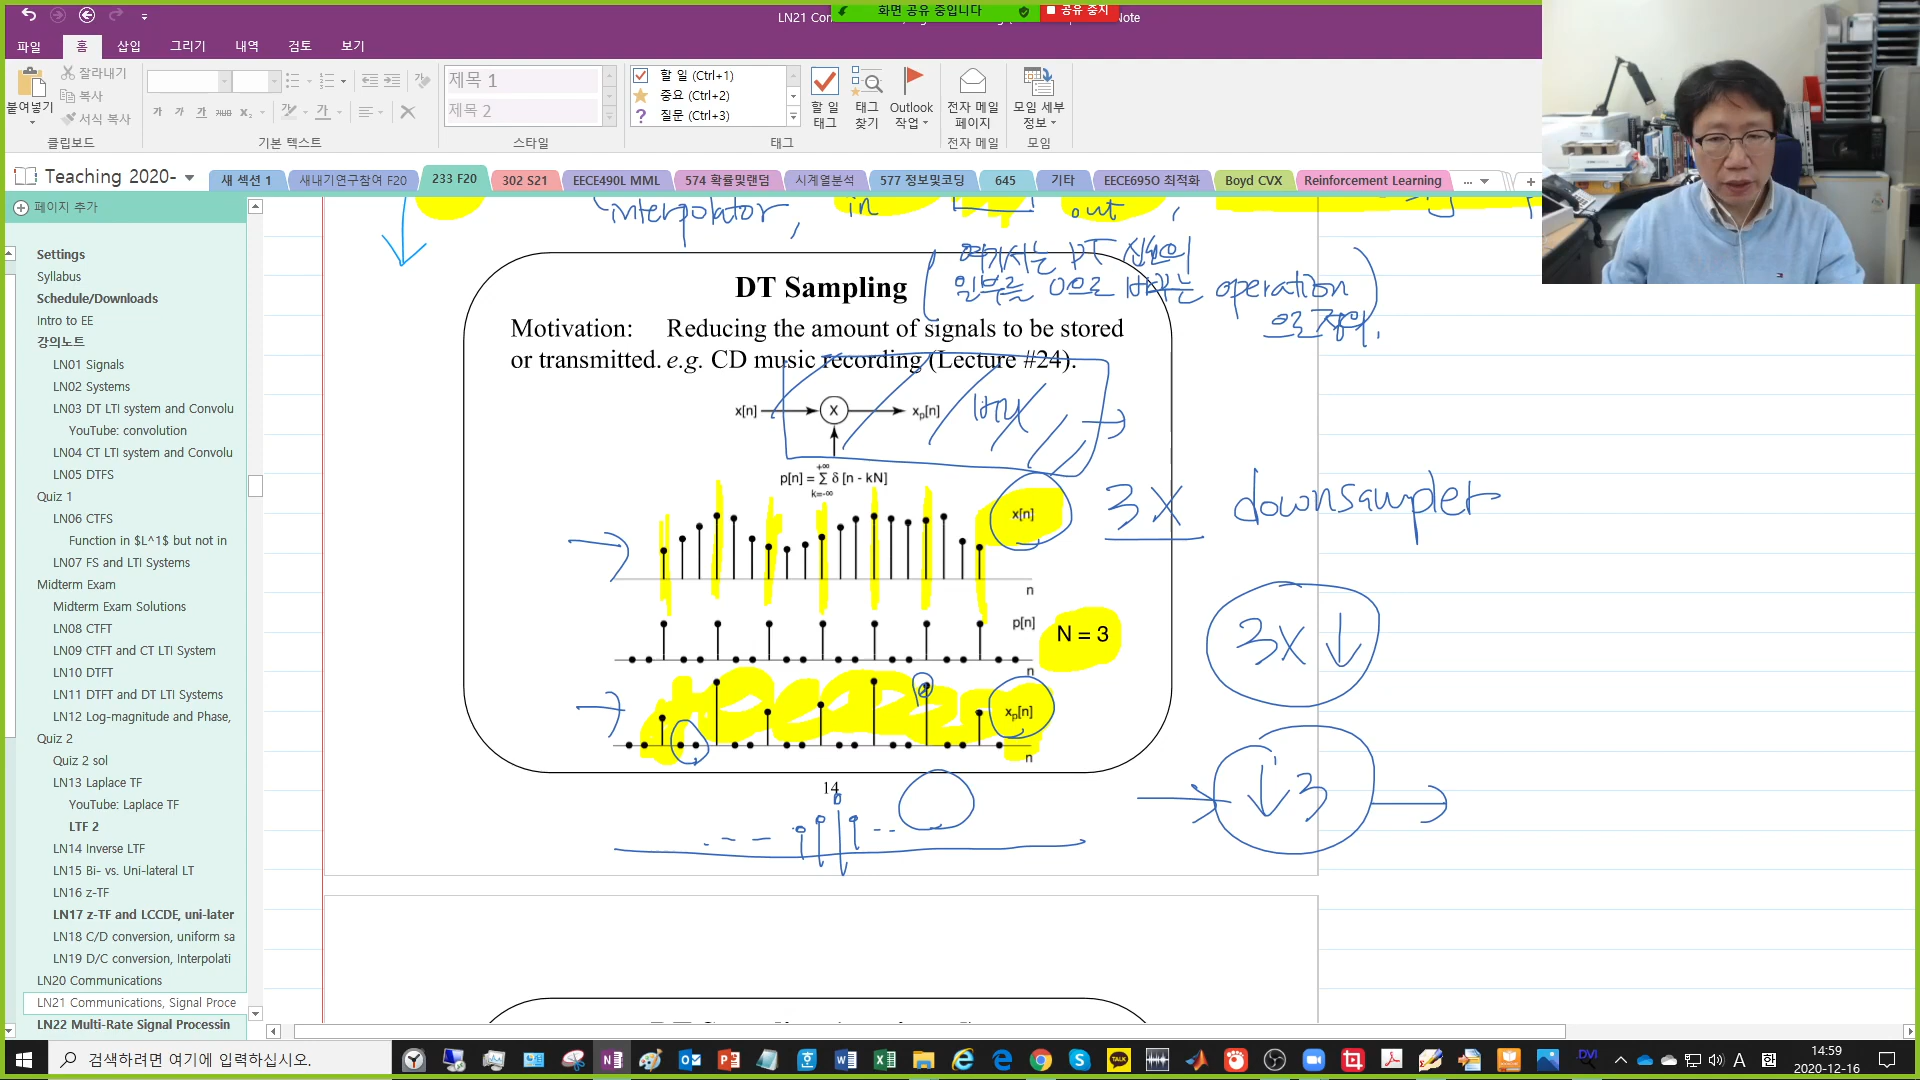 화면 공유 중입니다
공유 중지
파일 홈 삽입 그리기 내역 검토 보기
붙여넣기
잘라내기
복사
서식 복사
클립보드
기본 텍스트
제목 1
제목 2
스타일
할 일 (Ctrl+1)
중요 (Ctrl+2)
질문 (Ctrl+3)
할 일 태그
태그 찾기
Outlook 작업
태그
전자 메일 페이지
전자 메일
모임 세부 정보
모임
Teaching 2020-
새 섹션 1
새내기연구참여 F20
233 F20
302 S21
EECE490L MML
574 확률및랜덤
시계열분석
577 정보및코딩
645
기타
EECE695O 최적화
Boyd CVX
Reinforcement Learning
페이지 추가
Settings
Syllabus
Schedule/Downloads
Intro to EE
강의노트
LN01 Signals
LN02 Systems
LN03 DT LTI system and Convolu
YouTube: convolution
LN04 CT LTI system and Convolu
LN05 DTFS
Quiz 1
LN06 CTFS
Function in $L^1$ but not in
LN07 FS and LTI Systems
Midterm Exam
Midterm Exam Solutions
LN08 CTFT
LN09 CTFT and CT LTI System
LN10 DTFT
LN11 DTFT and DT LTI Systems
LN12 Log-magnitude and Phase,
Quiz 2
Quiz 2 sol
LN13 Laplace TF
YouTube: Laplace TF
LTF 2
LN14 Inverse LTF
LN15 Bi- vs. Uni-lateral LT
LN16 z-TF
LN17 z-TF and LCCDE, uni-later
LN18 C/D conversion, uniform sa
LN19 D/C conversion, Interpolati
LN20 Communications
LN21 Communications, Signal Proce
LN22 Multi-Rate Signal Processin
interpolator, in out,
여기서는 DT 신호의
일부를 0으로 바꾸는 operation
으로 정의.
DT Sampling
Motivation: Reducing the amount of signals to be stored
or transmitted. e.g. CD music recording (Lecture #24).
x[n] X xp[n]
p[n] = Σ δ [n - kN]
+∞
k=-∞
x[n]
n
3X downsampler
p[n]
N = 3
n
3X ↓
xp[n]
n
↓3
14
검색하려면 여기에 입력하십시오.
14:59
2020-12-16